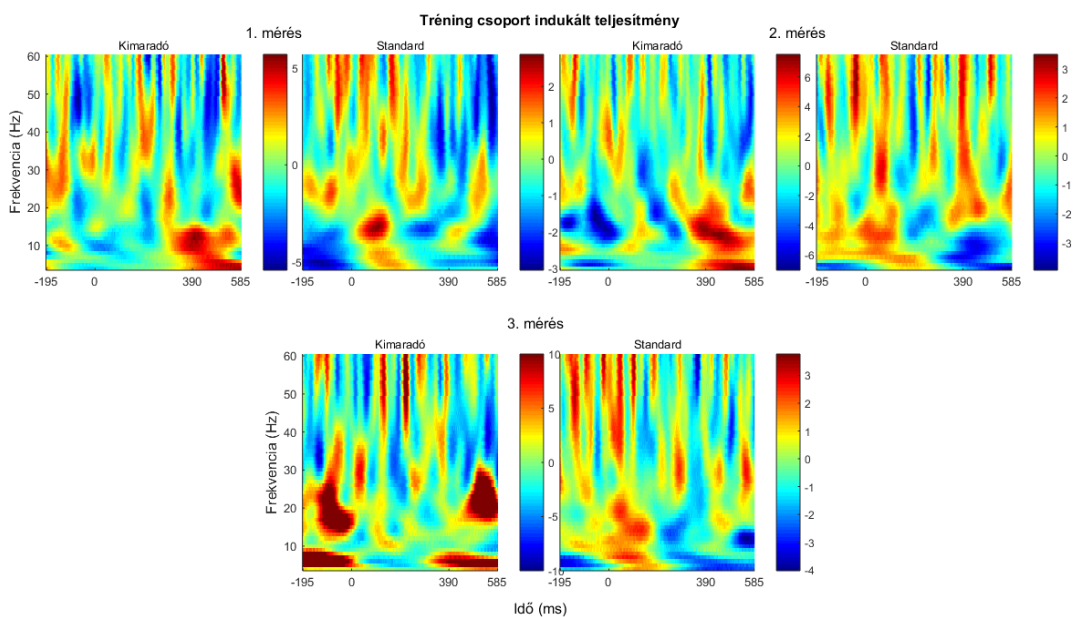 Tréning csoport indukált teljesítmény
1. mérés
2. mérés
Kimaradó
Standard
Kimaradó
Standard
Frekvencia (Hz)
60
50
40
30
20
10
-195 0 390 585
5
0
-5
-195 0 390 585
2
1
0
-1
-2
-3
-195 0 390 585
6
4
2
0
-2
-4
-6
-195 0 390 585
3
2
1
0
-1
-2
-3
3. mérés
Kimaradó
Standard
Frekvencia (Hz)
60
50
40
30
20
10
-195 0 390 585
10
5
0
-5
-10
-195 0 390 585
3
2
1
0
-1
-2
-3
-4
Idő (ms)